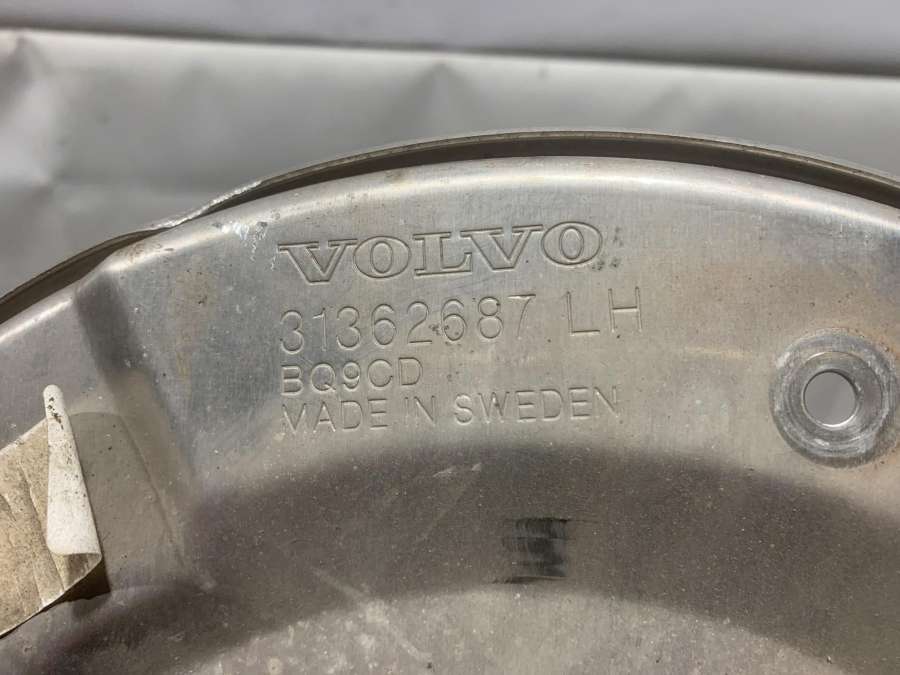 VOLVO
31362687 LH
BQ9CD
MADE IN SWEDEN